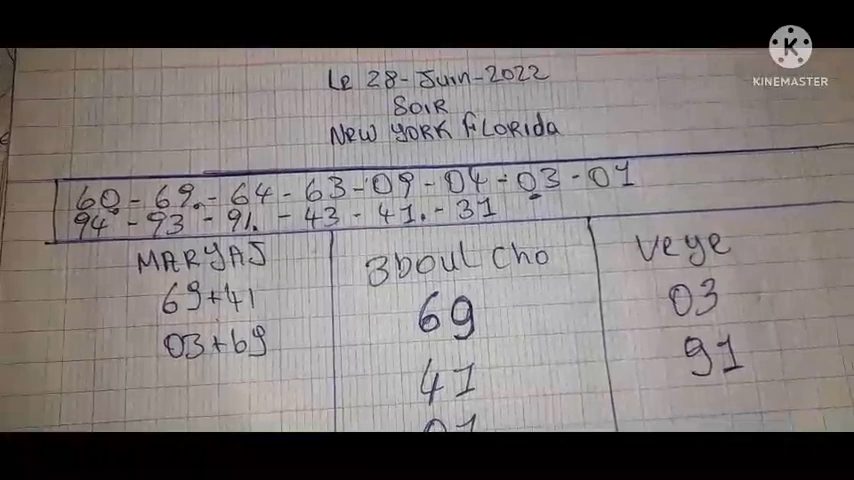 KINEMASTER
Le 28-Juin-2022
SOIR
New YORK FLORida
60 - 69. - 64 - 63 - 09 - 04 - 03 - 01
94 - 93 - 91. - 43 - 41. - 31
MARYAJ
69+41
03+69
3boul cho
69
41
veye
03
91